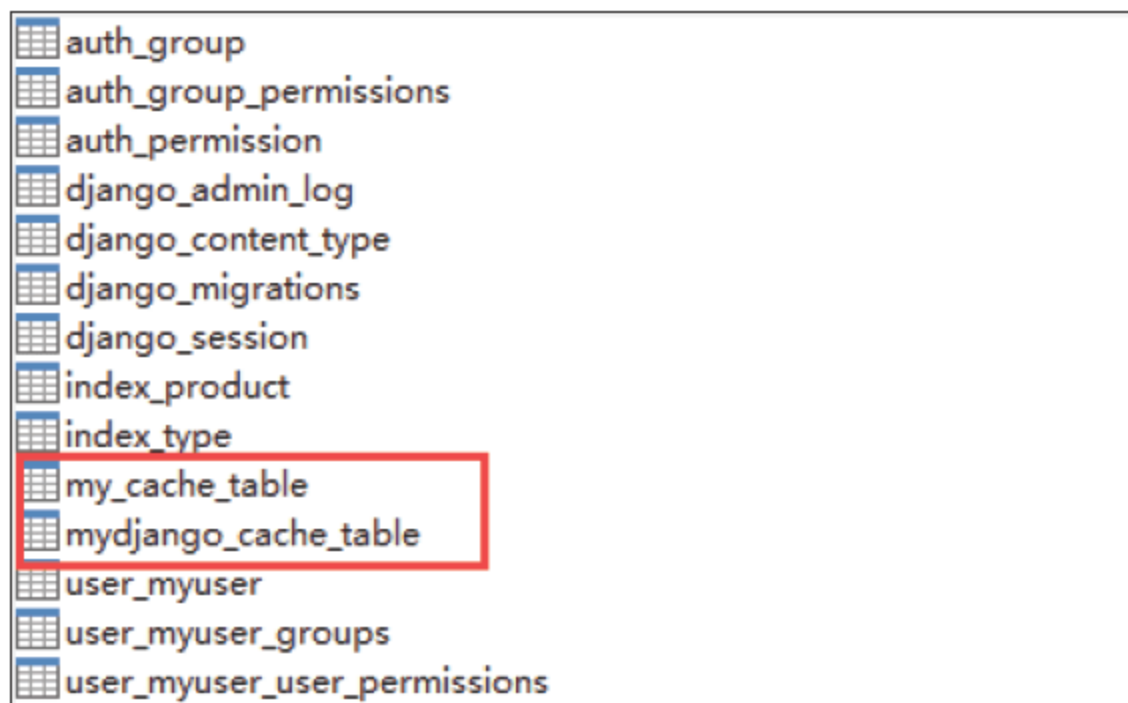 auth_group
auth_group_permissions
auth_permission
django_admin_log
django_content_type
django_migrations
django_session
index_product
index_type
my_cache_table
mydjango_cache_table
user_myuser
user_myuser_groups
user_myuser_user_permissions